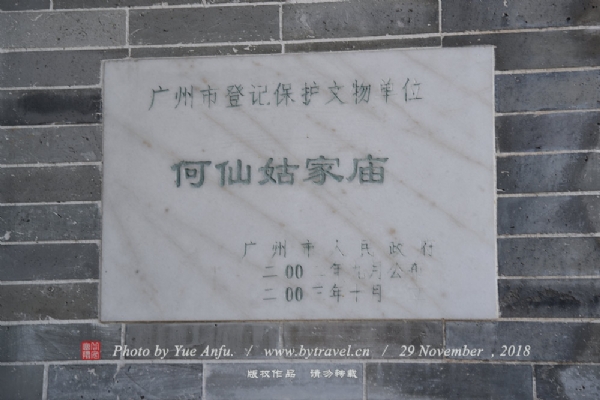 广州市登记保护文物单位
何仙姑家庙
广州市人民政府
二00年月公
二00年十月
Photo by Yue Anfu. / www.bytravel.cn / 29 November , 2018
版权作品 请勿转载